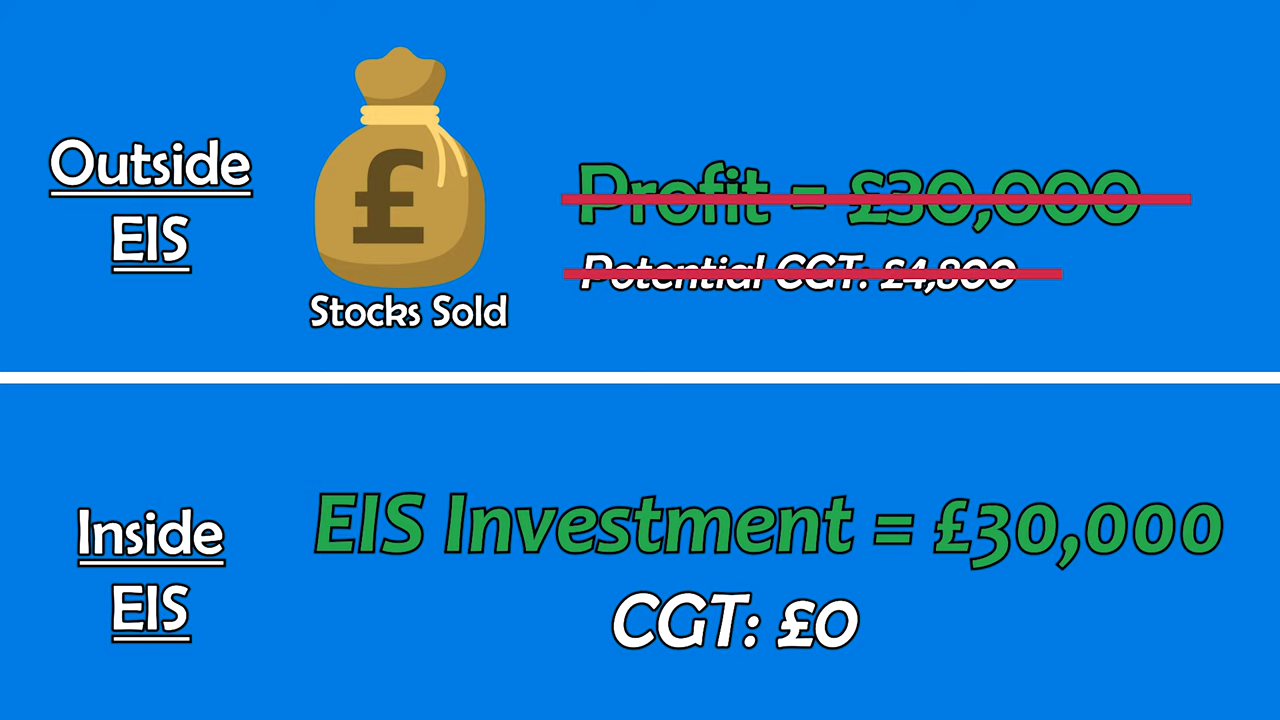 Outside
EIS
£
Stocks Sold
Profit = £30,000
Potential CGT: £4,800
Inside
EIS
EIS Investment = £30,000
CGT: £0